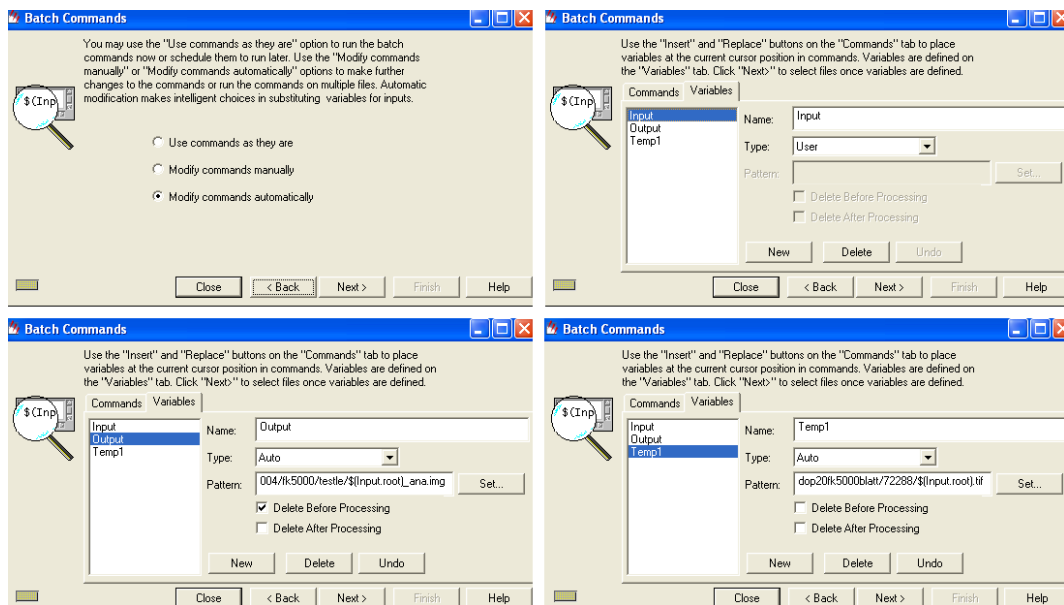 Batch Commands
You may use the "Use commands as they are" option to run the batch
commands now or schedule them to run later. Use the "Modify commands
manually" or "Modify commands automatically" options to make further
changes to the commands or run the commands on multiple files. Automatic
modification makes intelligent choices in substituting variables for inputs.
$(Inp
Use commands as they are
Modify commands manually
Modify commands automatically
Close
< Back
Next >
Finish
Help
Batch Commands
Use the "Insert" and "Replace" buttons on the "Commands" tab to place
variables at the current cursor position in commands. Variables are defined on
the "Variables" tab. Click "Next>" to select files once variables are defined.
$(Inp
Commands
Variables
Input
Output
Temp1
Name:
Input
Type:
User
Pattern:
Set...
Delete Before Processing
Delete After Processing
New
Delete
Undo
Close
< Back
Next >
Finish
Help
Batch Commands
Use the "Insert" and "Replace" buttons on the "Commands" tab to place
variables at the current cursor position in commands. Variables are defined on
the "Variables" tab. Click "Next>" to select files once variables are defined.
$(Inp
Commands
Variables
Input
Output
Temp1
Name:
Output
Type:
Auto
Pattern:
004/fk5000/testle/$(Input.root)_ana.img
Set...
Delete Before Processing
Delete After Processing
New
Delete
Undo
Close
< Back
Next >
Finish
Help
Batch Commands
Use the "Insert" and "Replace" buttons on the "Commands" tab to place
variables at the current cursor position in commands. Variables are defined on
the "Variables" tab. Click "Next>" to select files once variables are defined.
$(Inp
Commands
Variables
Input
Output
Temp1
Name:
Temp1
Type:
Auto
Pattern:
dop20fk5000blatt/72288/$(Input.root).tif
Set...
Delete Before Processing
Delete After Processing
New
Delete
Undo
Close
< Back
Next >
Finish
Help